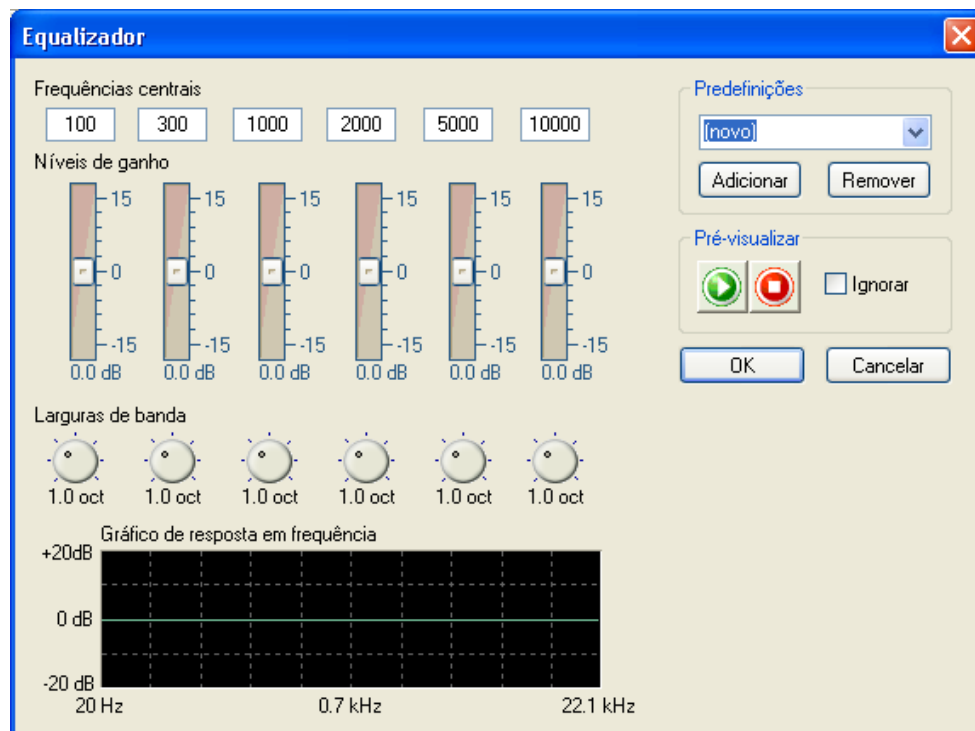 Equalizador
Frequências centrais
100 300 1000 2000 5000 10000
Níveis de ganho
15 15 15 15 15 15
0 0 0 0 0 0
-15 -15 -15 -15 -15 -15
0.0 dB 0.0 dB 0.0 dB 0.0 dB 0.0 dB 0.0 dB
Larguras de banda
1.0 oct 1.0 oct 1.0 oct 1.0 oct 1.0 oct 1.0 oct
Gráfico de resposta em frequência
+20dB
0 dB
-20 dB
20 Hz 0.7 kHz 22.1 kHz
Predefinições
(novo)
Adicionar Remover
Pré-visualizar
Ignorar
OK Cancelar